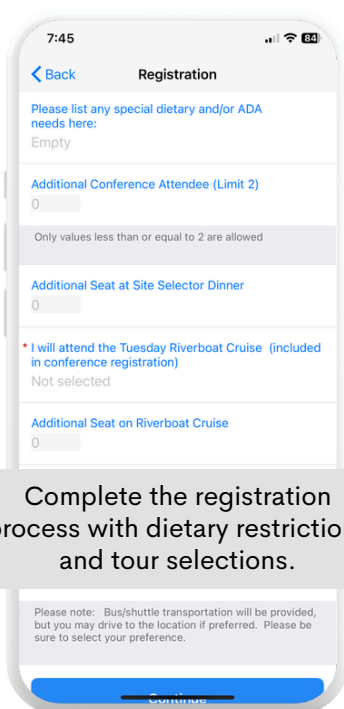 7:45
84
Back
Registration
Please list any special dietary and/or ADA
needs here:
Empty
Additional Conference Attendee (Limit 2)
0
Only values less than or equal to 2 are allowed
Additional Seat at Site Selector Dinner
0
* I will attend the Tuesday Riverboat Cruise (included
in conference registration)
Not selected
Additional Seat on Riverboat Cruise
0
Complete the registration
process with dietary restriction
and tour selections.
Please note: Bus/shuttle transportation will be provided,
but you may drive to the location if preferred. Please be
sure to select your preference.
Continue